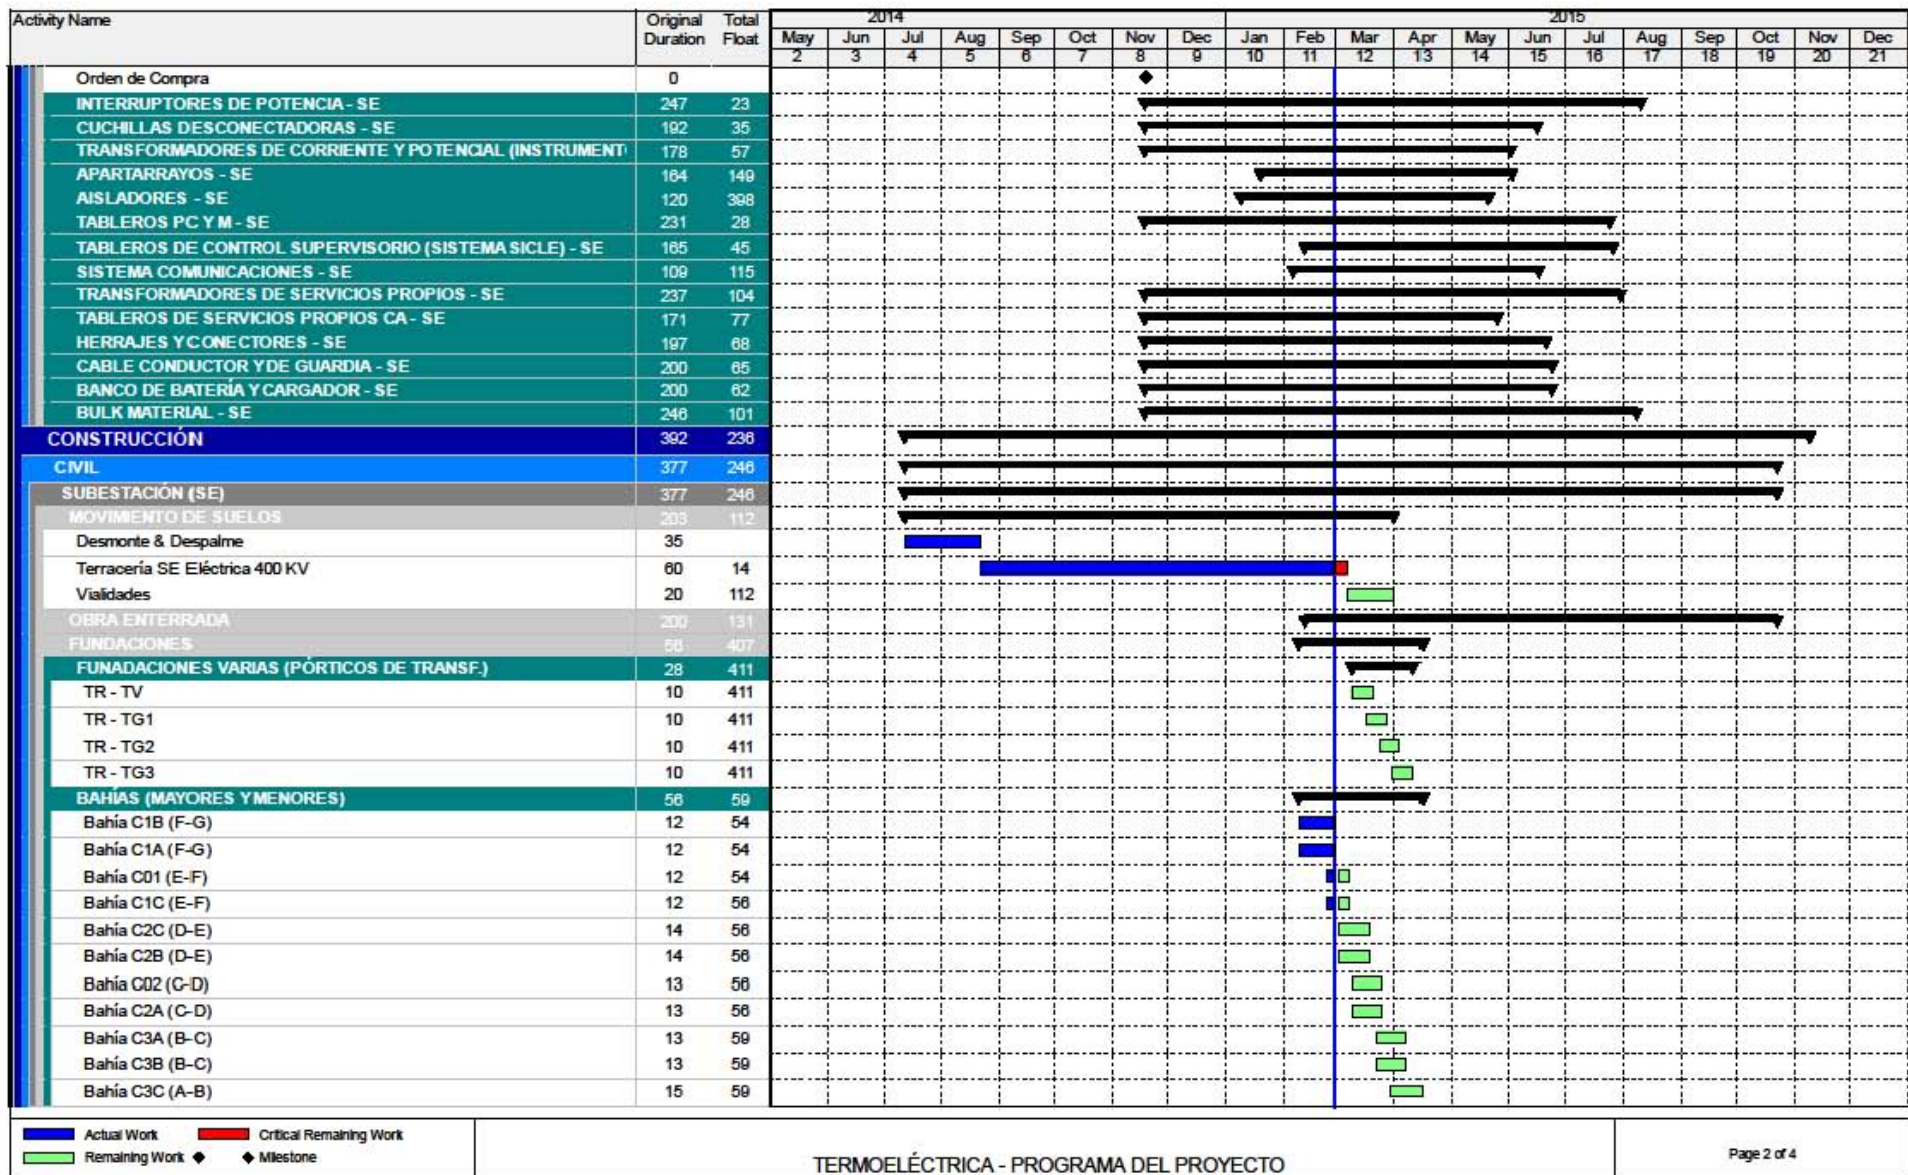 Activity Name Original Duration Total Float 2014 2015
May Jun Jul Aug Sep Oct Nov Dec Jan Feb Mar Apr May Jun Jul Aug Sep Oct Nov Dec
2 3 4 5 6 7 8 9 10 11 12 13 14 15 16 17 18 19 20 21
Orden de Compra 0
INTERRUPTORES DE POTENCIA - SE 247 23
CUCHILLAS DESCONECTADORAS - SE 192 35
TRANSFORMADORES DE CORRIENTE Y POTENCIAL (INSTRUMENT 178 57
APARTARRAYOS - SE 164 149
AISLADORES - SE 120 398
TABLEROS PC Y M - SE 231 28
TABLEROS DE CONTROL SUPERVISORIO (SISTEMA SICLE) - SE 165 45
SISTEMA COMUNICACIONES - SE 109 115
TRANSFORMADORES DE SERVICIOS PROPIOS - SE 237 104
TABLEROS DE SERVICIOS PROPIOS CA - SE 171 77
HERRAJES Y CONECTORES - SE 197 68
CABLE CONDUCTOR Y DE GUARDIA - SE 200 65
BANCO DE BATERÍA Y CARGADOR - SE 200 62
BULK MATERIAL - SE 246 101
CONSTRUCCIÓN 392 236
CIVIL 377 246
SUBESTACIÓN (SE) 377 246
MOVIMIENTO DE SUELOS 203 112
Desmonte & Despalme 35
Terracería SE Eléctrica 400 KV 60 14
Vialidades 20 112
OBRA ENTERRADA 200 131
FUNDACIONES 56 407
FUNADACIONES VARIAS (PÓRTICOS DE TRANSF.) 28 411
TR - TV 10 411
TR - TG1 10 411
TR - TG2 10 411
TR - TG3 10 411
BAHÍAS (MAYORES Y MENORES) 56 59
Bahía C1B (F-G) 12 54
Bahía C1A (F-G) 12 54
Bahía C01 (E-F) 12 54
Bahía C1C (E-F) 12 56
Bahía C2C (D-E) 14 56
Bahía C2B (D-E) 14 56
Bahía C02 (C-D) 13 56
Bahía C2A (C-D) 13 56
Bahía C3A (B-C) 13 59
Bahía C3B (B-C) 13 59
Bahía C3C (A-B) 15 59
Actual Work Critical Remaining Work
Remaining Work Milestone
TERMOELÉCTRICA - PROGRAMA DEL PROYECTO
Page 2 of 4